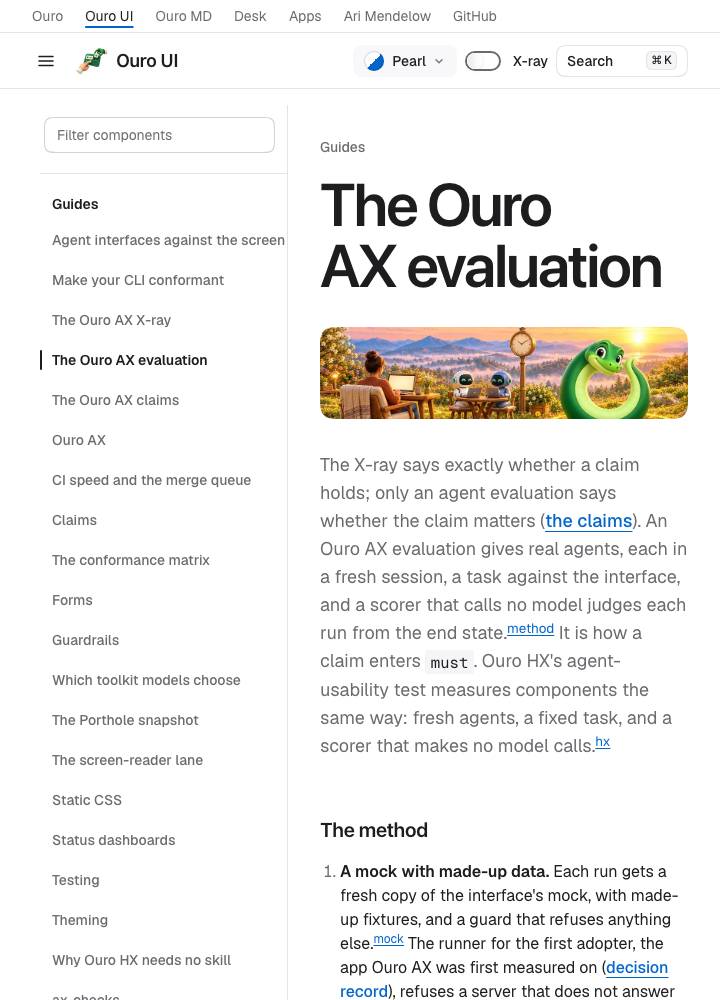 Ouro Ouro UI Ouro MD Desk Apps Ari Mendelow GitHub
Ouro UI Pearl X-ray Search ⌘ K
Filter components
Guides
Agent interfaces against the screen
Make your CLI conformant
The Ouro AX X-ray
The Ouro AX evaluation
The Ouro AX claims
Ouro AX
CI speed and the merge queue
Claims
The conformance matrix
Forms
Guardrails
Which toolkit models choose
The Porthole snapshot
The screen-reader lane
Static CSS
Status dashboards
Testing
Theming
Why Ouro HX needs no skill
ax-checks
Guides
The Ouro
AX evaluation
The X-ray says exactly whether a claim
holds; only an agent evaluation says
whether the claim matters (the claims). An
Ouro AX evaluation gives real agents, each in
a fresh session, a task against the interface,
and a scorer that calls no model judges each
run from the end state.method It is how a
claim enters must. Ouro HX's agent-
usability test measures components the
same way: fresh agents, a fixed task, and a
scorer that makes no model calls.hx
The method
1. A mock with made-up data. Each run gets a
fresh copy of the interface's mock, with made-
up fixtures, and a guard that refuses anything
else.mock The runner for the first adopter, the
app Ouro AX was first measured on (decision
record), refuses a server that does not answer